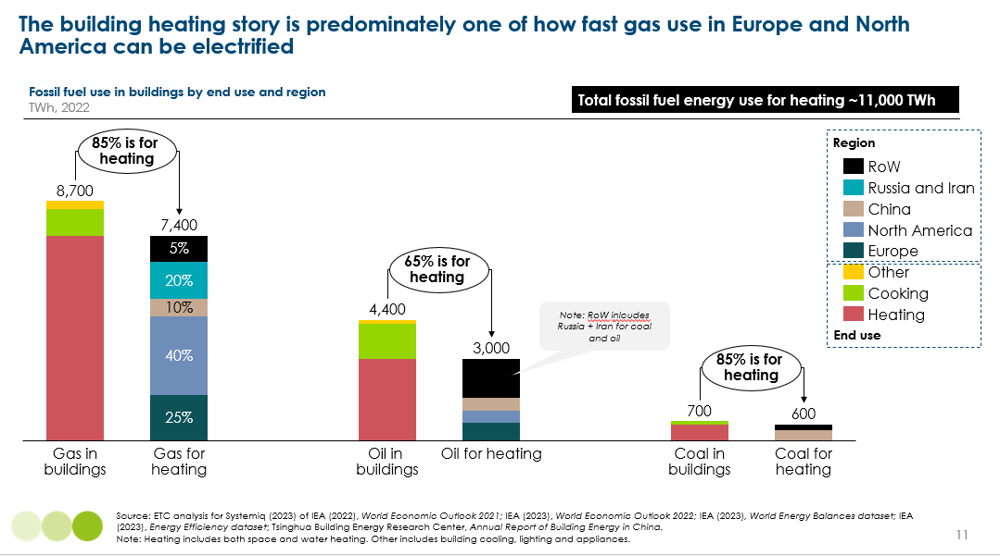 The building heating story is predominately one of how fast gas use in Europe and North
America can be electrified
Fossil fuel use in buildings by end use and region
TWh, 2022
Total fossil fuel energy use for heating ~11,000 TWh
85% is for
heating
8,700
7,400
5%
20%
10%
40%
25%
Gas in
buildings
Gas for
heating
65% is for
heating
4,400
3,000
Oil in
buildings
Oil for heating
Note: RoW inlcudes
Russia + Iran for coal
and oil
85% is for
heating
700
600
Coal in
buildings
Coal for
heating
Region
RoW
Russia and Iran
China
North America
Europe
Other
Cooking
Heating
End use
Source: ETC analysis for Systemiq (2023) of IEA (2022), World Economic Outlook 2021; IEA (2023), World Economic Outlook 2022; IEA (2023), World Energy Balances dataset; IEA
(2023), Energy Efficiency dataset; Tsinghua Building Energy Research Center, Annual Report of Building Energy in China.
Note: Heating includes both space and water heating. Other includes building cooling, lighting and appliances.
11